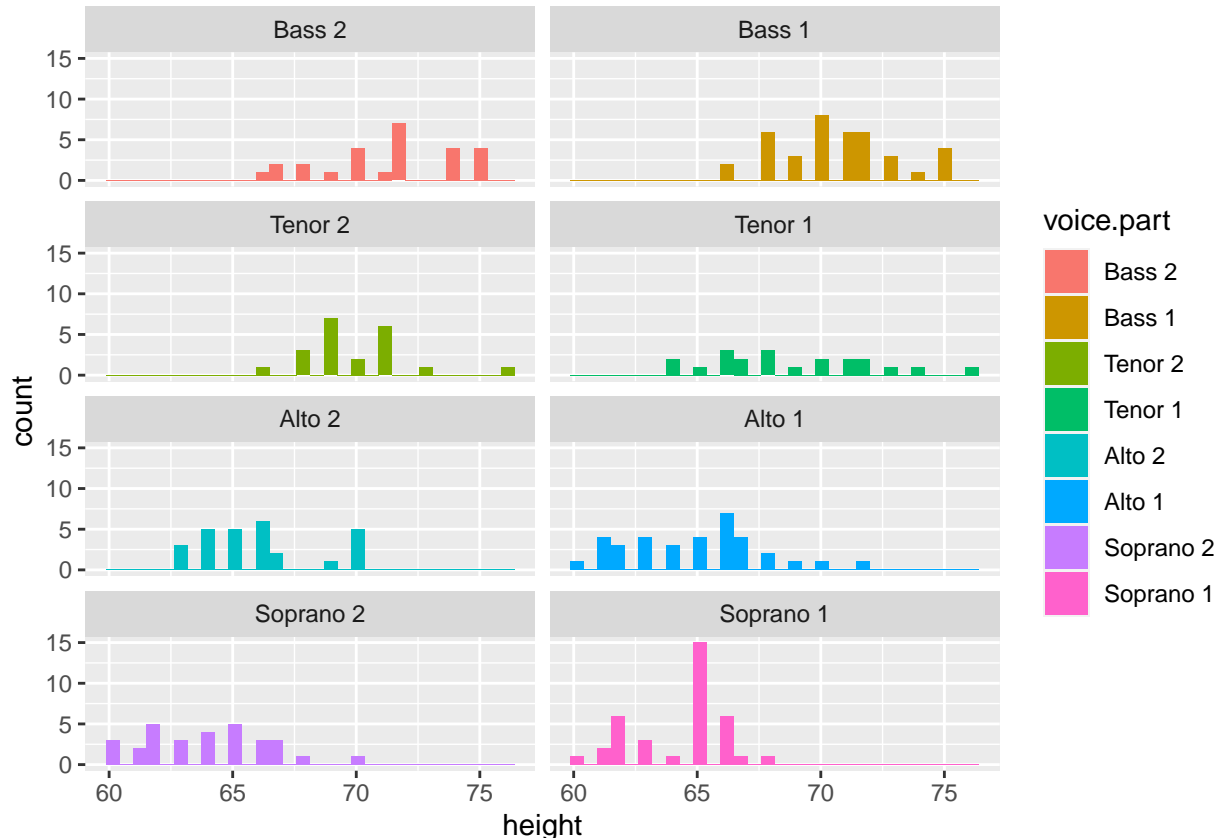 Bass 2
Bass 1
15
10
5
0
Tenor 2
Tenor 1
15
10
5
0
Alto 2
Alto 1
15
10
5
0
Soprano 2
Soprano 1
15
10
5
0
60
65
70
75
60
65
70
75
height
count
voice.part
Bass 2
Bass 1
Tenor 2
Tenor 1
Alto 2
Alto 1
Soprano 2
Soprano 1